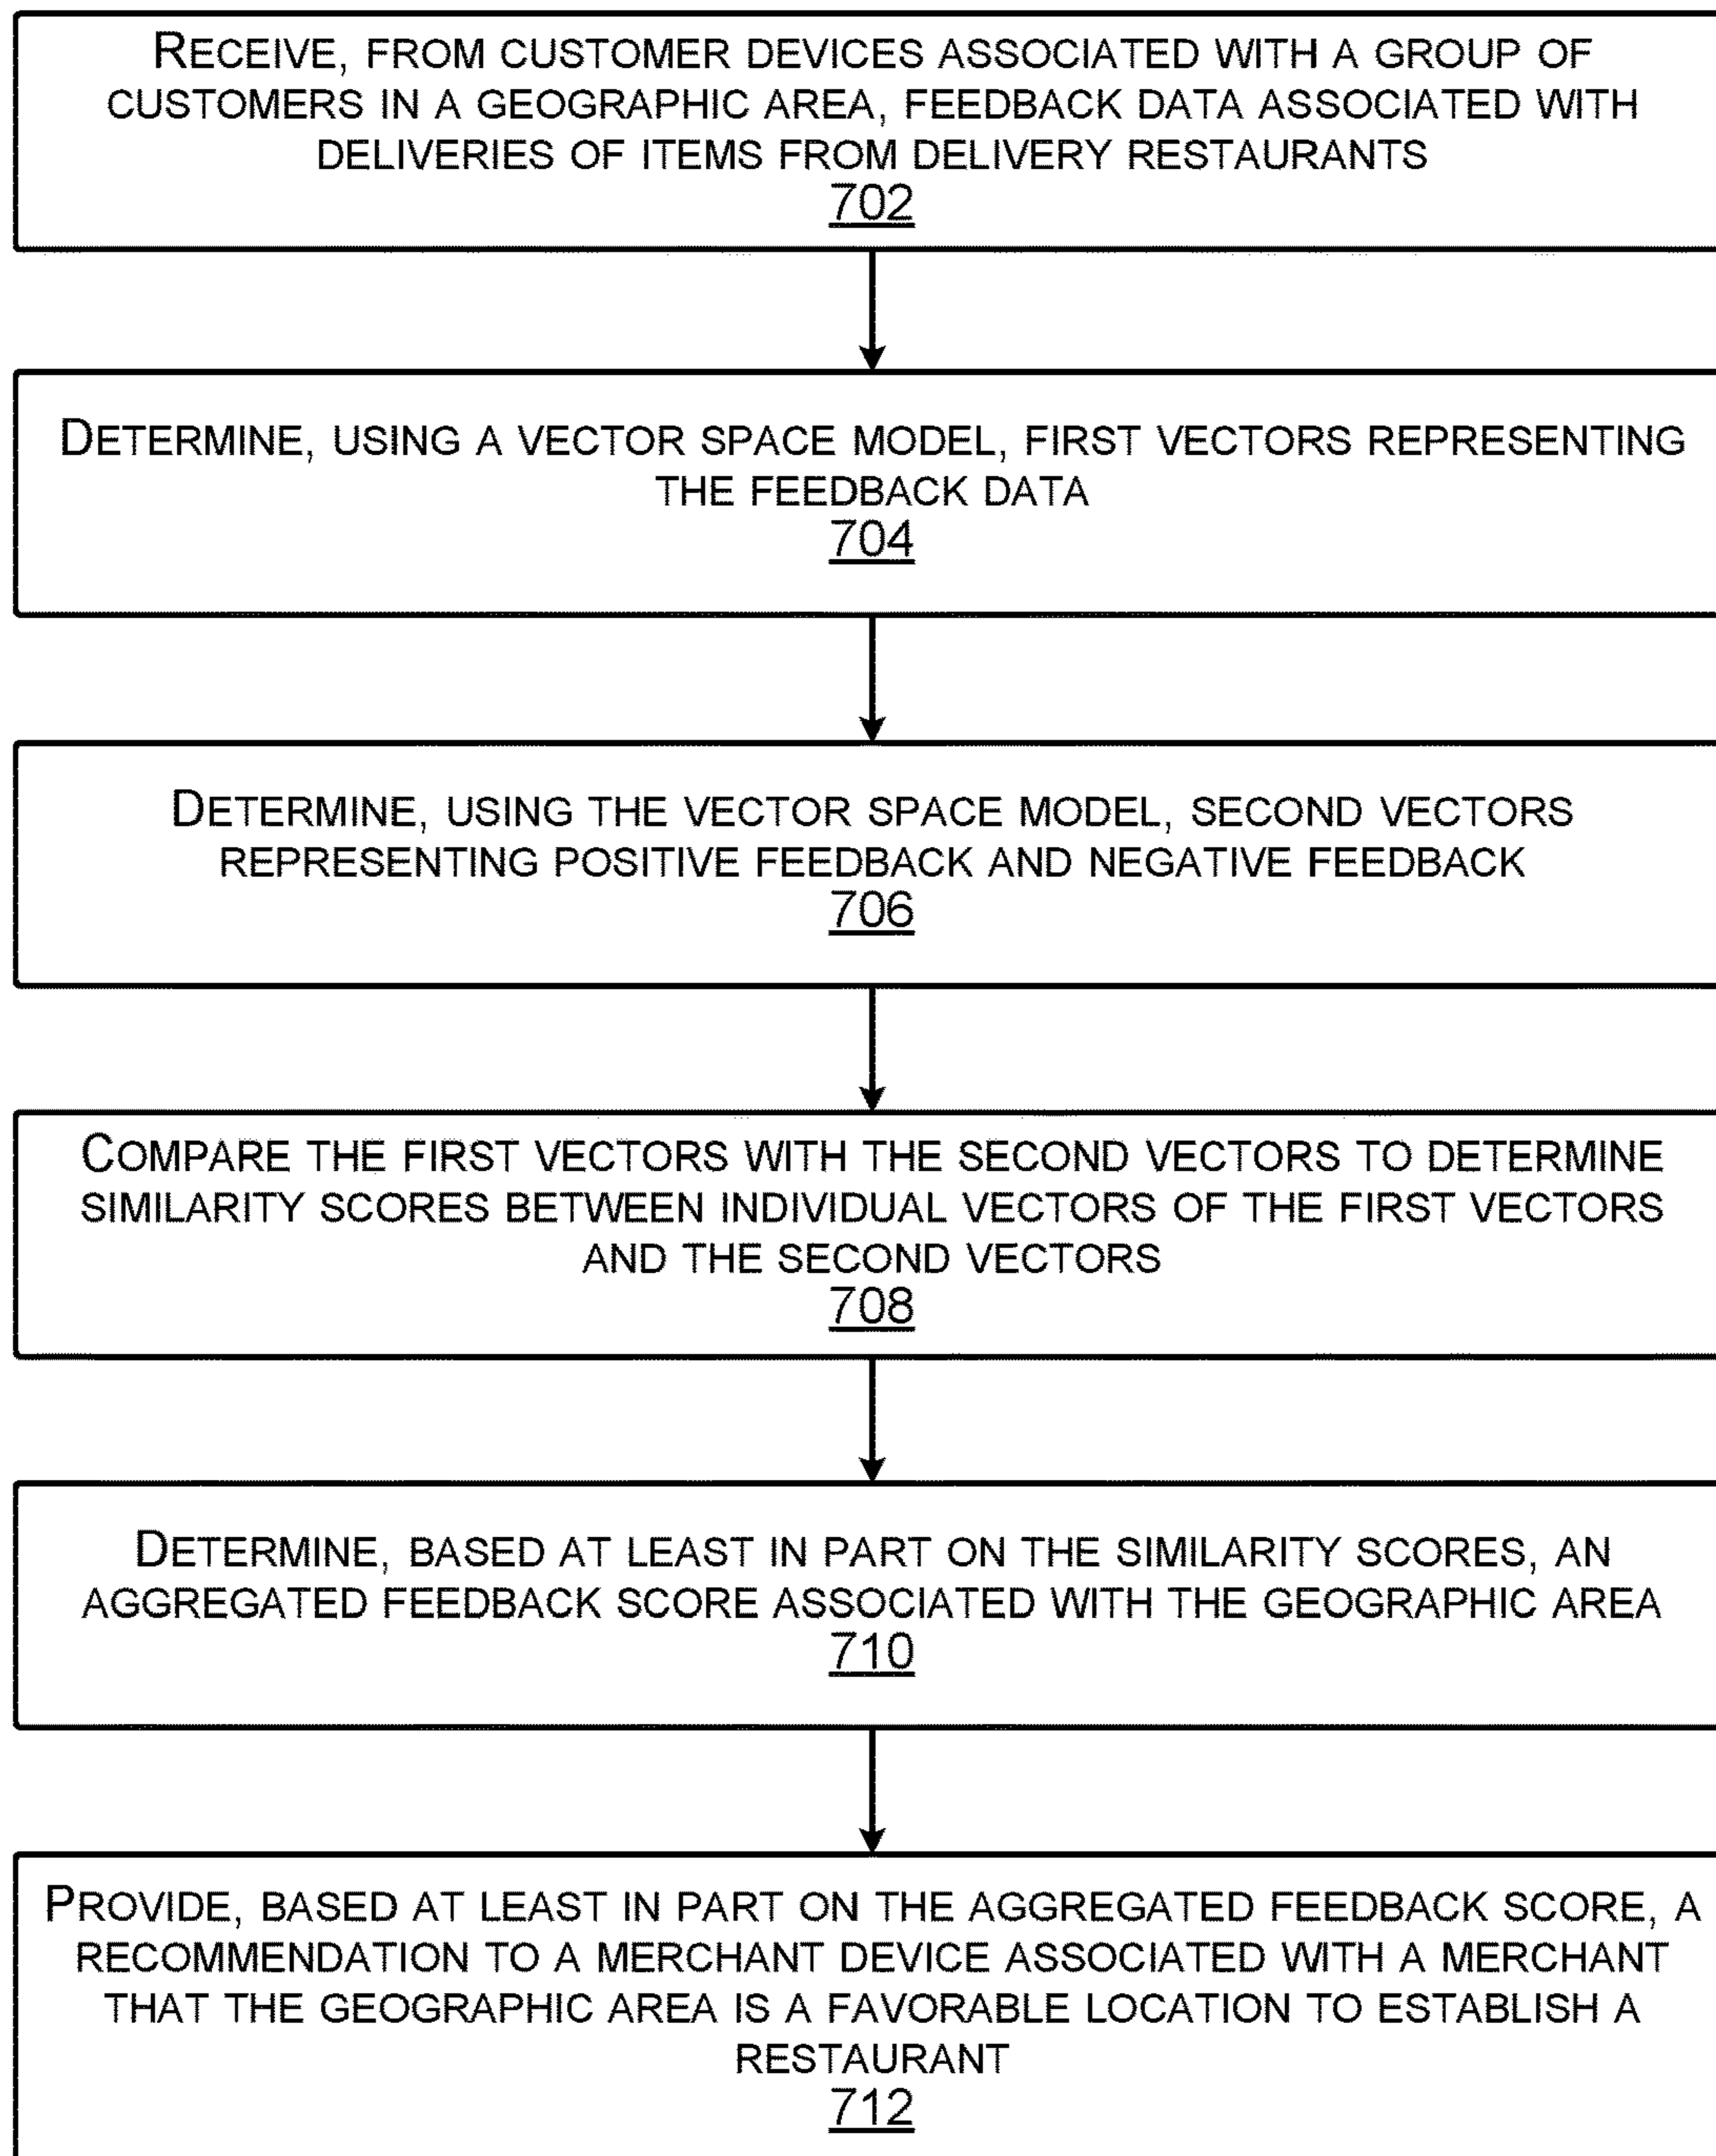 RECEIVE, FROM CUSTOMER DEVICES ASSOCIATED WITH A GROUP OF
CUSTOMERS IN A GEOGRAPHIC AREA, FEEDBACK DATA ASSOCIATED WITH
DELIVERIES OF ITEMS FROM DELIVERY RESTAURANTS
702
DETERMINE, USING A VECTOR SPACE MODEL, FIRST VECTORS REPRESENTING
THE FEEDBACK DATA
704
DETERMINE, USING THE VECTOR SPACE MODEL, SECOND VECTORS
REPRESENTING POSITIVE FEEDBACK AND NEGATIVE FEEDBACK
706
COMPARE THE FIRST VECTORS WITH THE SECOND VECTORS TO DETERMINE
SIMILARITY SCORES BETWEEN INDIVIDUAL VECTORS OF THE FIRST VECTORS
AND THE SECOND VECTORS
708
DETERMINE, BASED AT LEAST IN PART ON THE SIMILARITY SCORES, AN
AGGREGATED FEEDBACK SCORE ASSOCIATED WITH THE GEOGRAPHIC AREA
710
PROVIDE, BASED AT LEAST IN PART ON THE AGGREGATED FEEDBACK SCORE, A
RECOMMENDATION TO A MERCHANT DEVICE ASSOCIATED WITH A MERCHANT
THAT THE GEOGRAPHIC AREA IS A FAVORABLE LOCATION TO ESTABLISH A
RESTAURANT
712